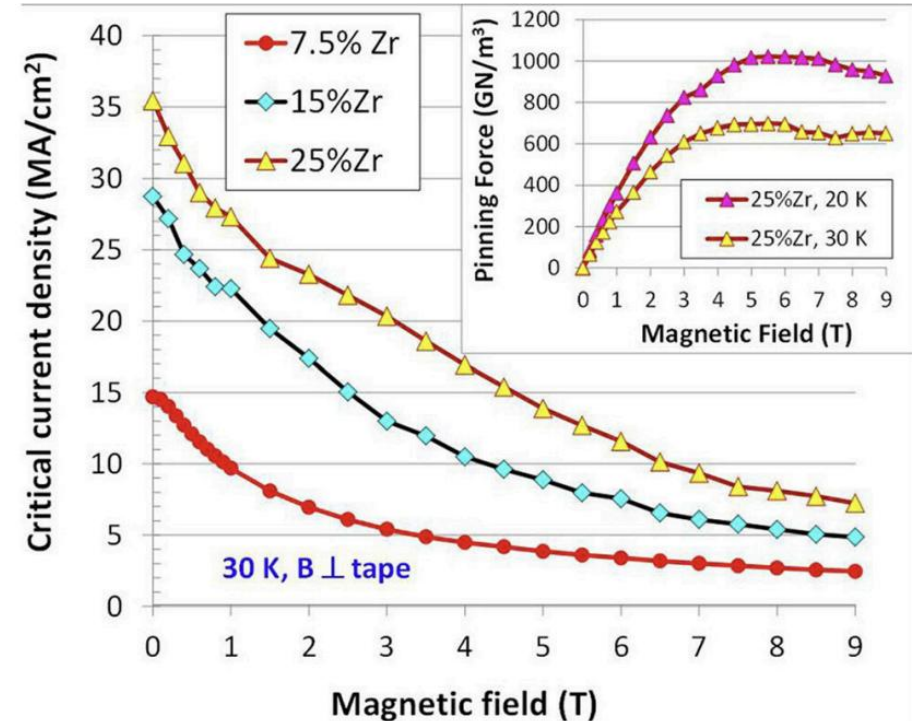 Critical current density (MA/cm²)
40
35
30
25
20
15
10
5
0
7.5% Zr
15%Zr
25%Zr
30 K, B ⊥ tape
0 1 2 3 4 5 6 7 8 9
Magnetic field (T)
Pinning Force (GN/m³)
1200
1000
800
600
400
200
0
25%Zr, 20 K
25%Zr, 30 K
0 1 2 3 4 5 6 7 8 9
Magnetic Field (T)